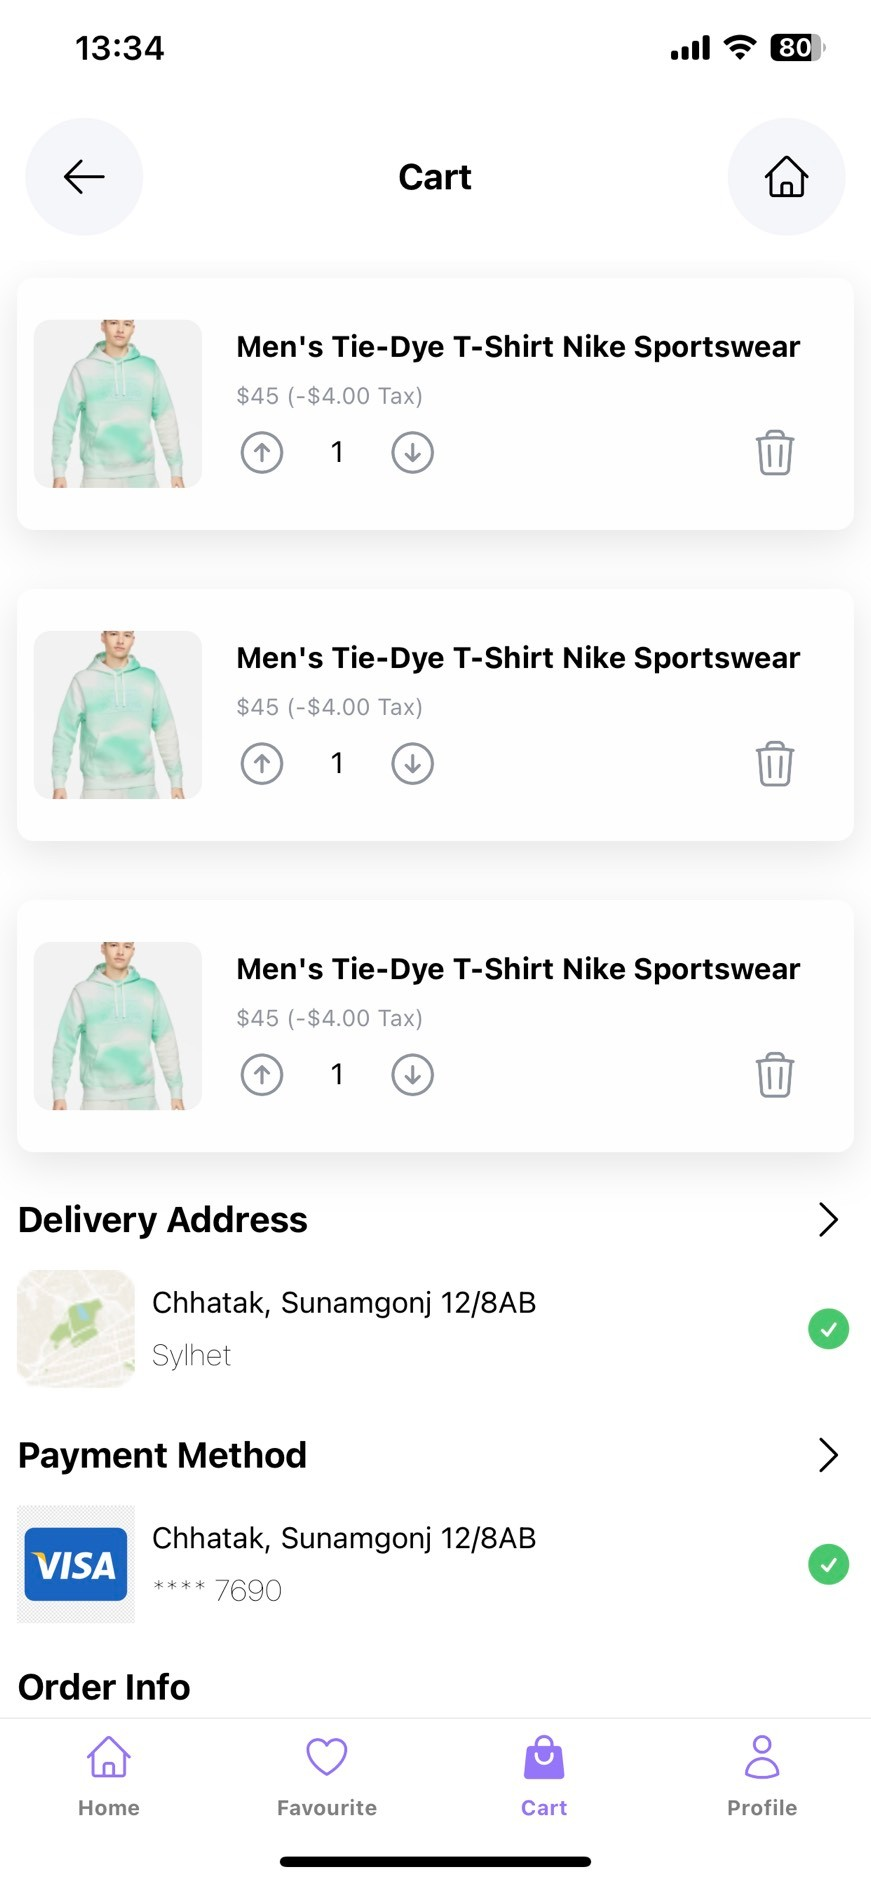 13:34
80
Cart
Men's Tie-Dye T-Shirt Nike Sportswear
$45 (-$4.00 Tax)
1
Men's Tie-Dye T-Shirt Nike Sportswear
$45 (-$4.00 Tax)
1
Men's Tie-Dye T-Shirt Nike Sportswear
$45 (-$4.00 Tax)
1
Delivery Address
Chhatak, Sunamgonj 12/8AB
Sylhet
Payment Method
VISA
Chhatak, Sunamgonj 12/8AB
**** 7690
Order Info
Home
Favourite
Cart
Profile